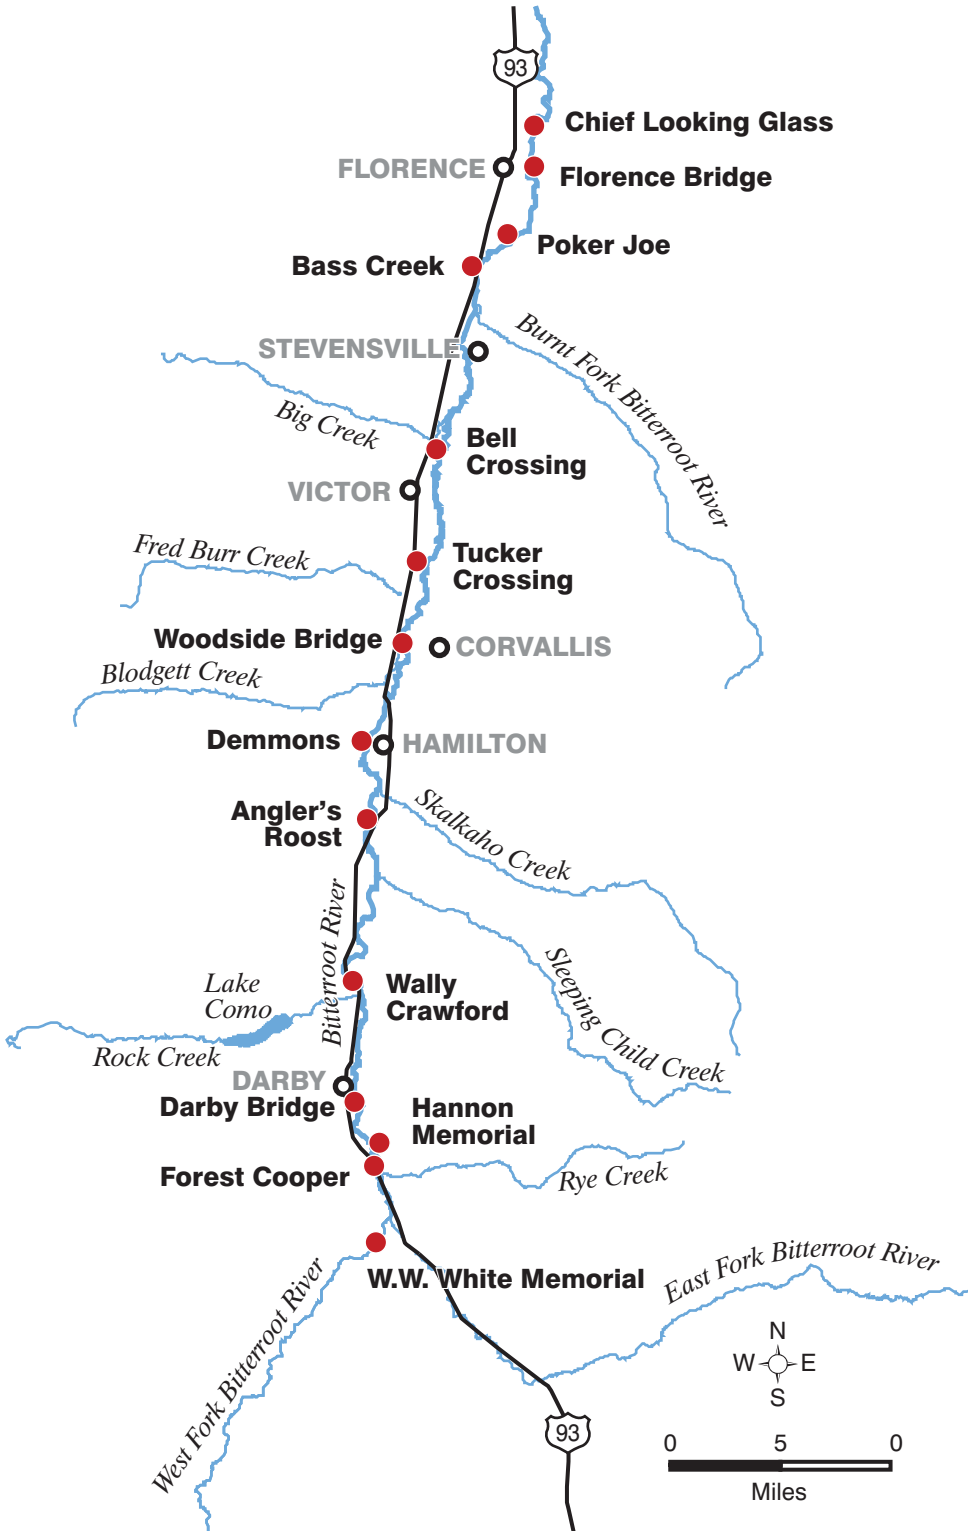 93
Chief Looking Glass
FLORENCE
Florence Bridge
Poker Joe
Bass Creek
Burnt Fork Bitterroot River
STEVENSVILLE
Big Creek
Bell
Crossing
VICTOR
Fred Burr Creek
Tucker
Crossing
Woodside Bridge
CORVALLIS
Blodgett Creek
Demmons
HAMILTON
Skalkaho Creek
Angler's
Roost
Bitterroot River
Sleeping Child Creek
Lake
Como
Wally
Crawford
Rock Creek
DARBY
Darby Bridge
Hannon
Memorial
Forest Cooper
Rye Creek
W.W. White Memorial
East Fork Bitterroot River
West Fork Bitterroot River
N
W E
S
93
0 5 0
Miles